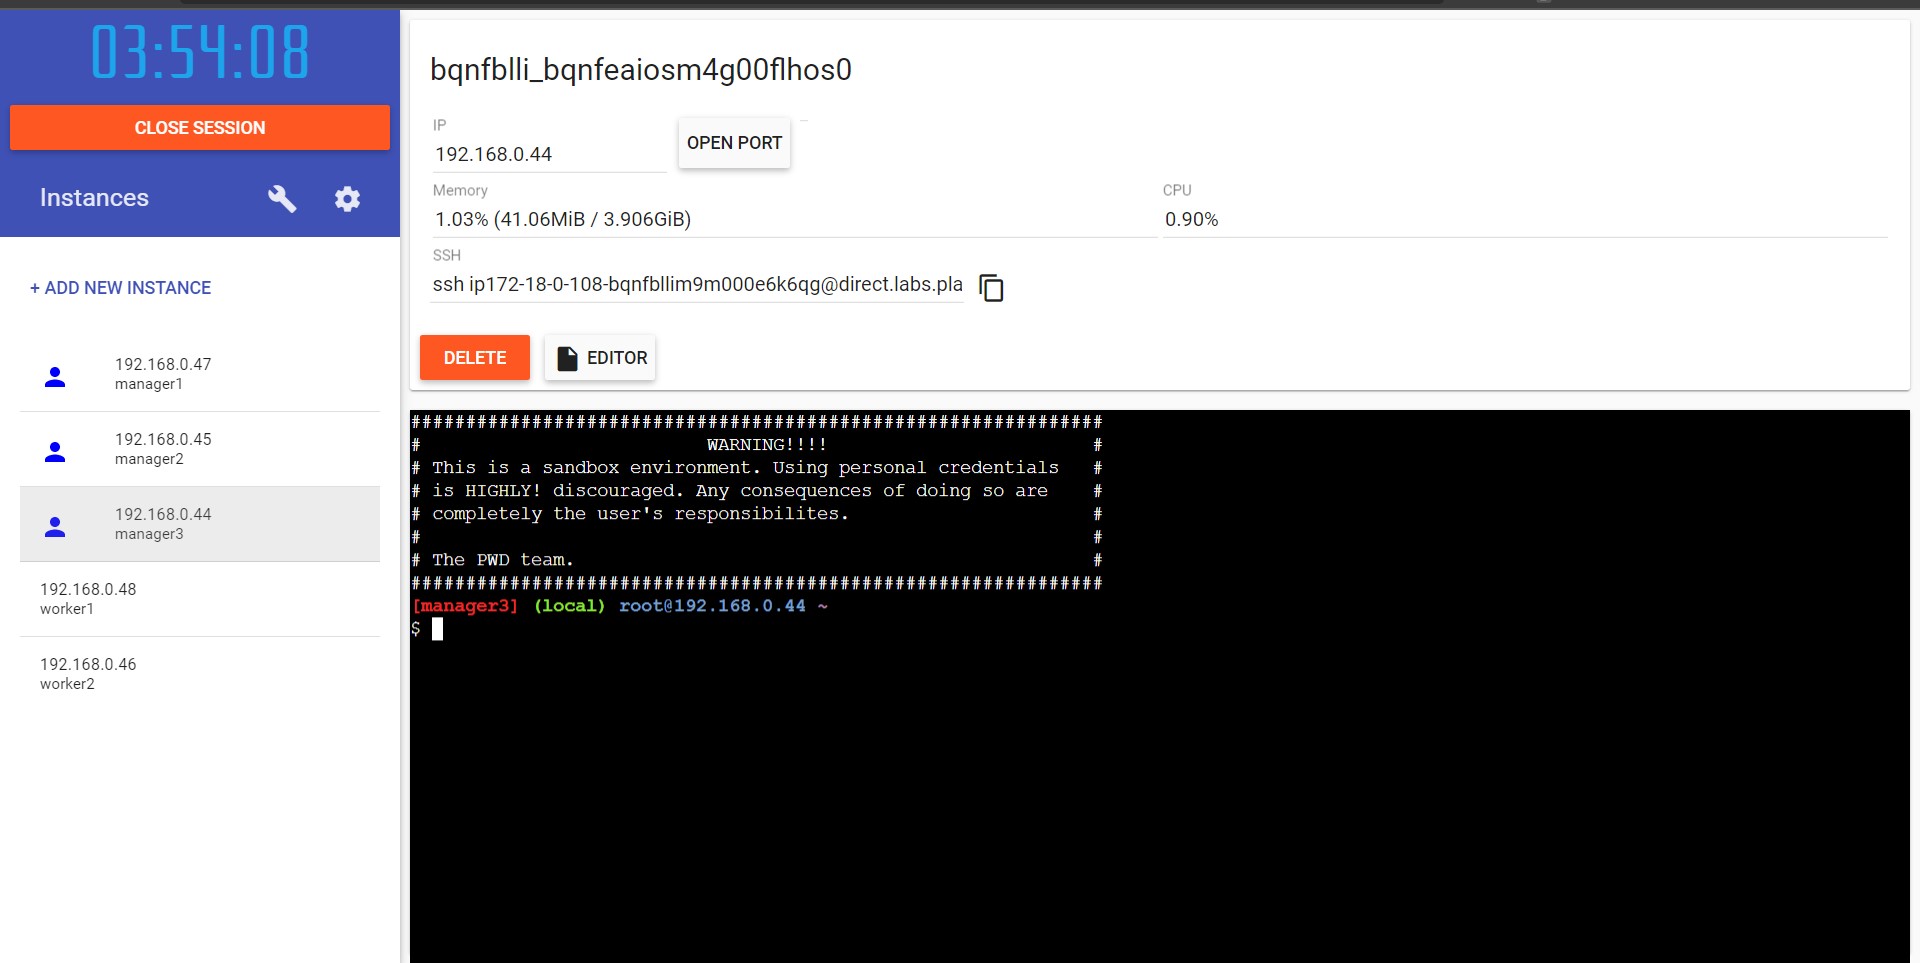 03:54:08
CLOSE SESSION
Instances
+ ADD NEW INSTANCE
192.168.0.47
manager1
192.168.0.45
manager2
192.168.0.44
manager3
192.168.0.48
worker1
192.168.0.46
worker2
bqnfblli_bqnfeaiosm4g00flhos0
IP
192.168.0.44
OPEN PORT
Memory
1.03% (41.06MiB / 3.906GiB)
CPU
0.90%
SSH
ssh ip172-18-0-108-bqnfbllim9m000e6k6qg@direct.labs.pla
DELETE
EDITOR
###############################################################
# WARNING!!!! #
# This is a sandbox environment. Using personal credentials #
# is HIGHLY! discouraged. Any consequences of doing so are #
# completely the user's responsibilites. #
# #
# The PWD team. #
###############################################################
[manager3] (local) root@192.168.0.44 ~
$